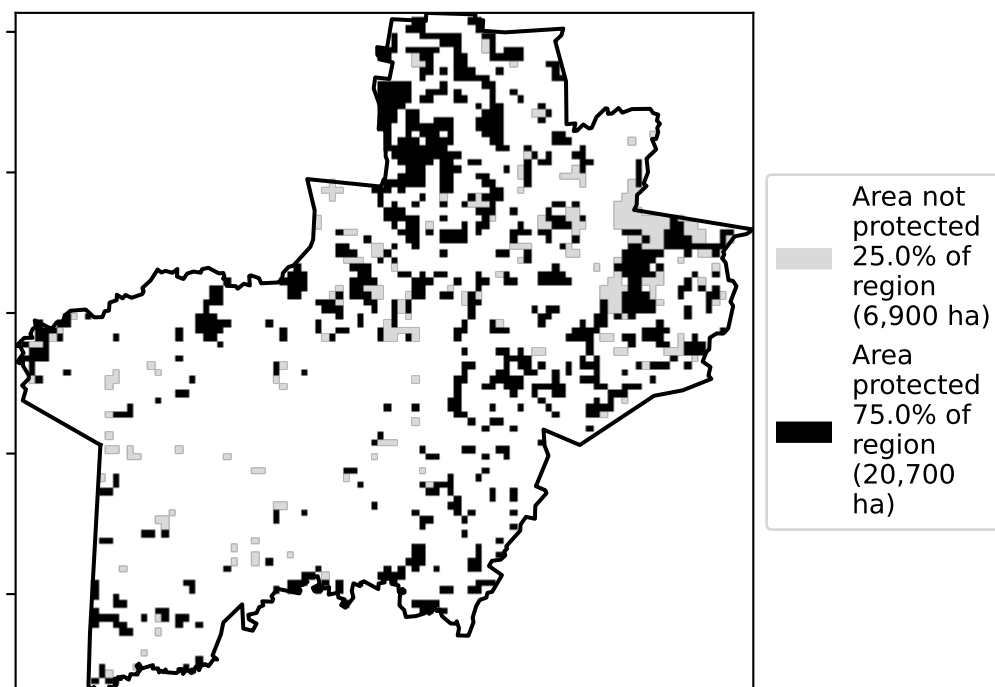 Area not
protected
25.0% of
region
(6,900 ha)
Area
protected
75.0% of
region
(20,700
ha)